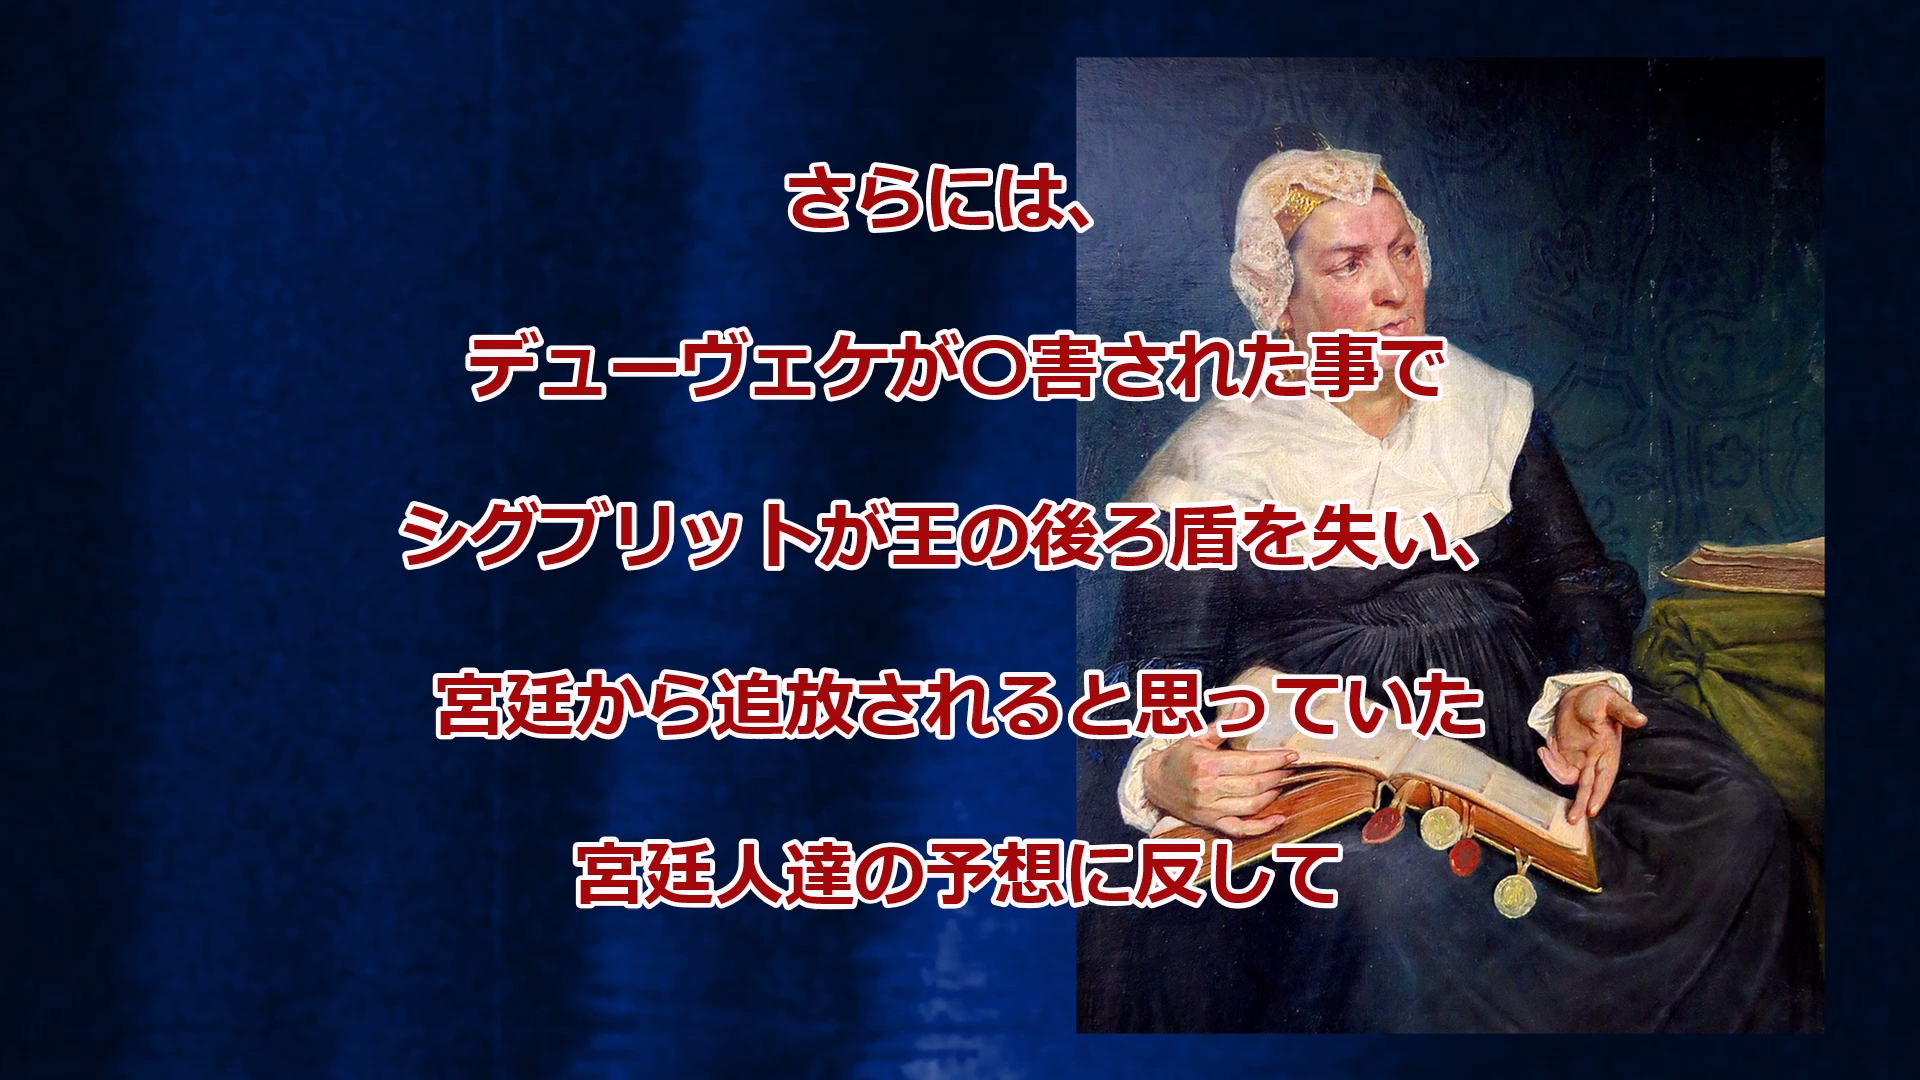 さらには、
デューヴェケが〇害された事で
シグブリットが王の後ろ盾を失い、
宮廷から追放されると思っていた
宮廷人達の予想に反して